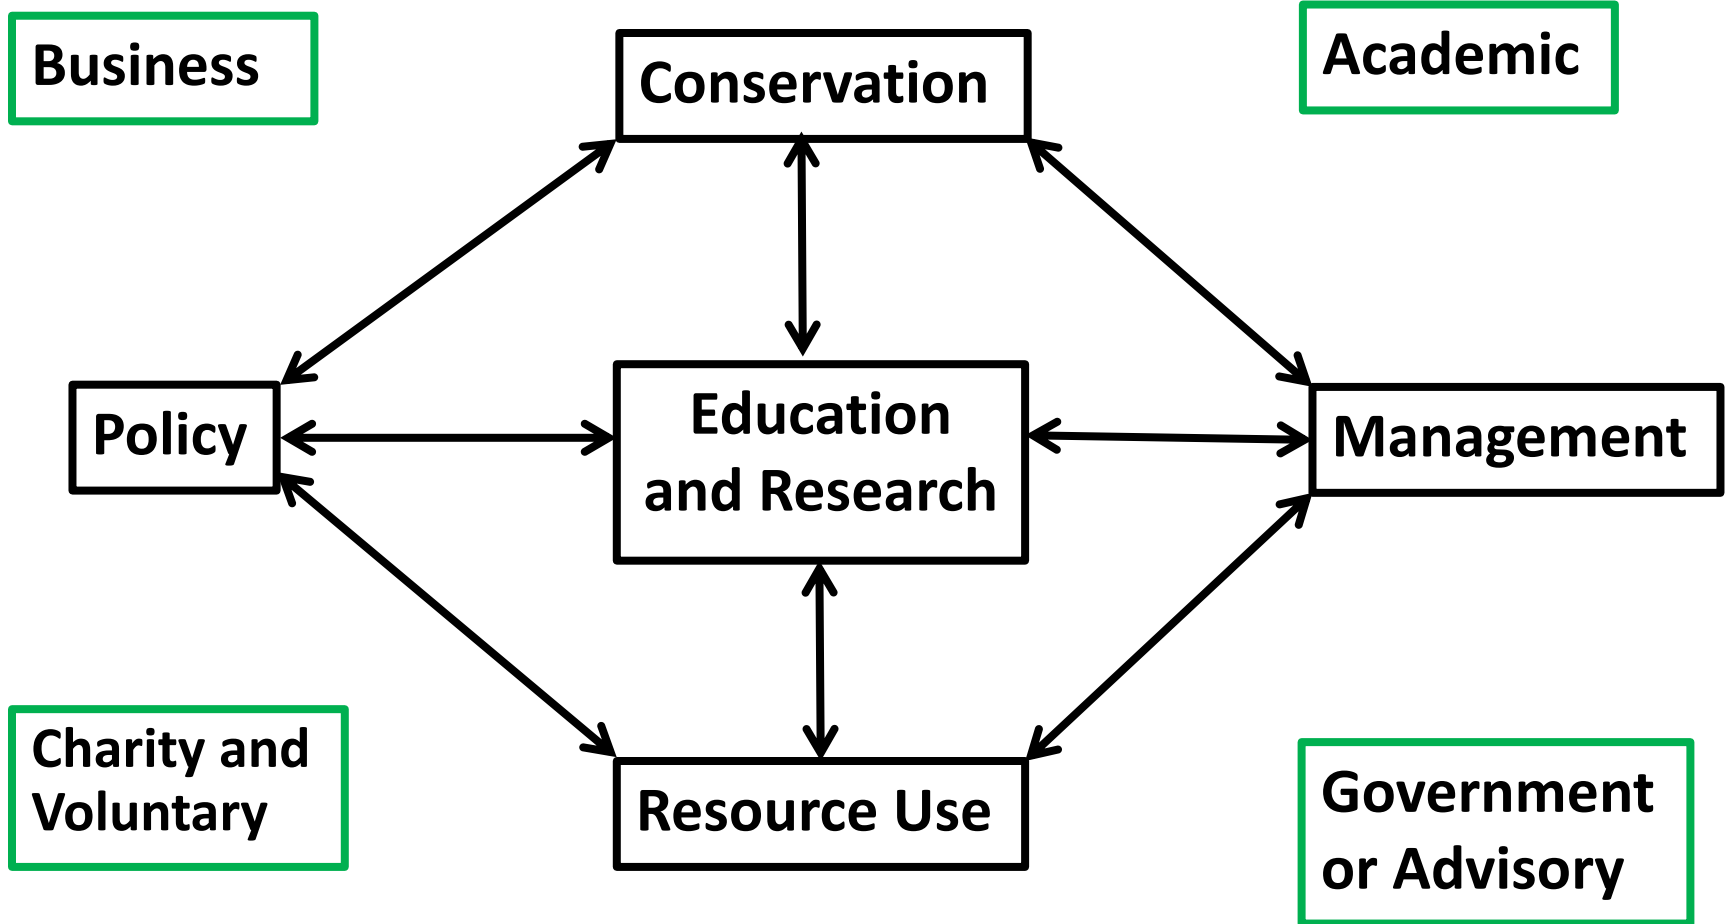 Business
Conservation
Academic
Policy
Education
and Research
Management
Charity and
Voluntary
Resource Use
Government
or Advisory